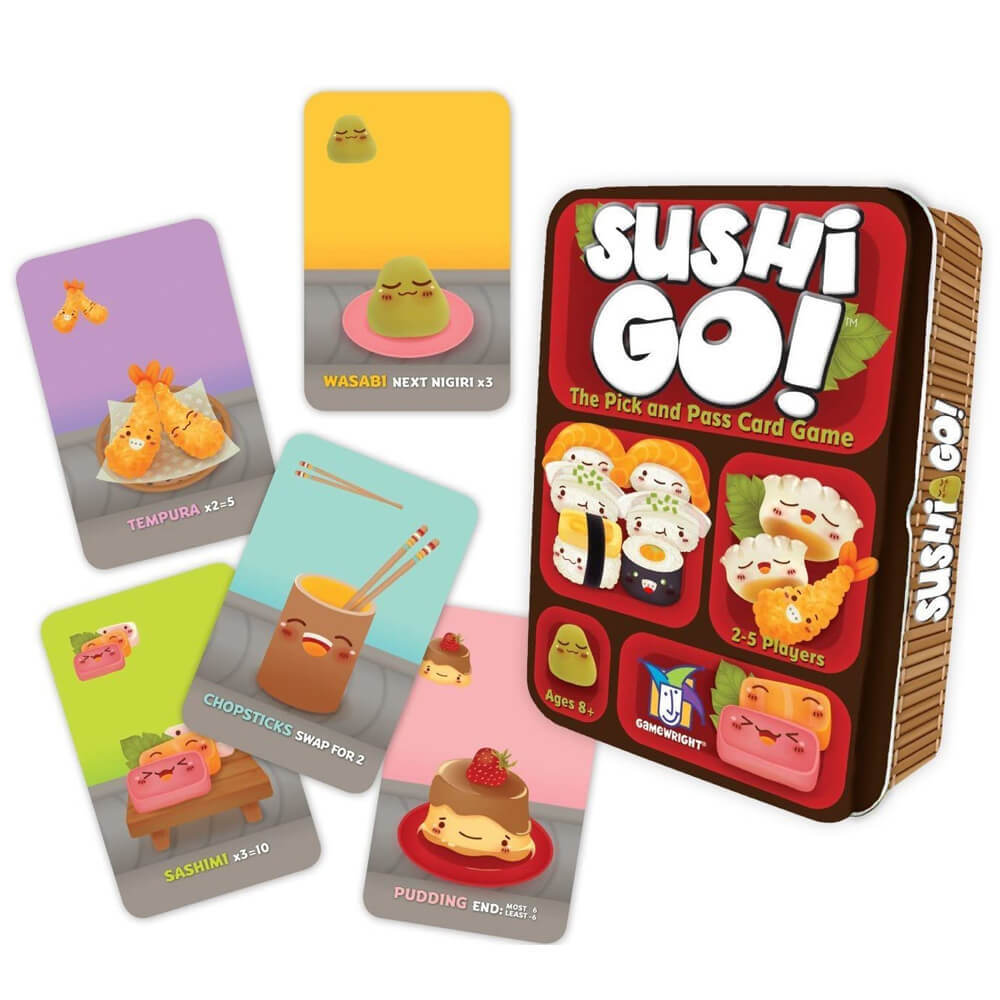 WASABI NEXT NIGIRI x3
TEMPURA x2=5
CHOPSTICKS SWAP FOR 2
SASHIMI x3=10
PUDDING END: MOST 6
LEAST -6
SUSHi
GO!™
The Pick and Pass Card Game
2-5 Players
Ages 8+
GAMEWRIGHT®
SUSHi GO!